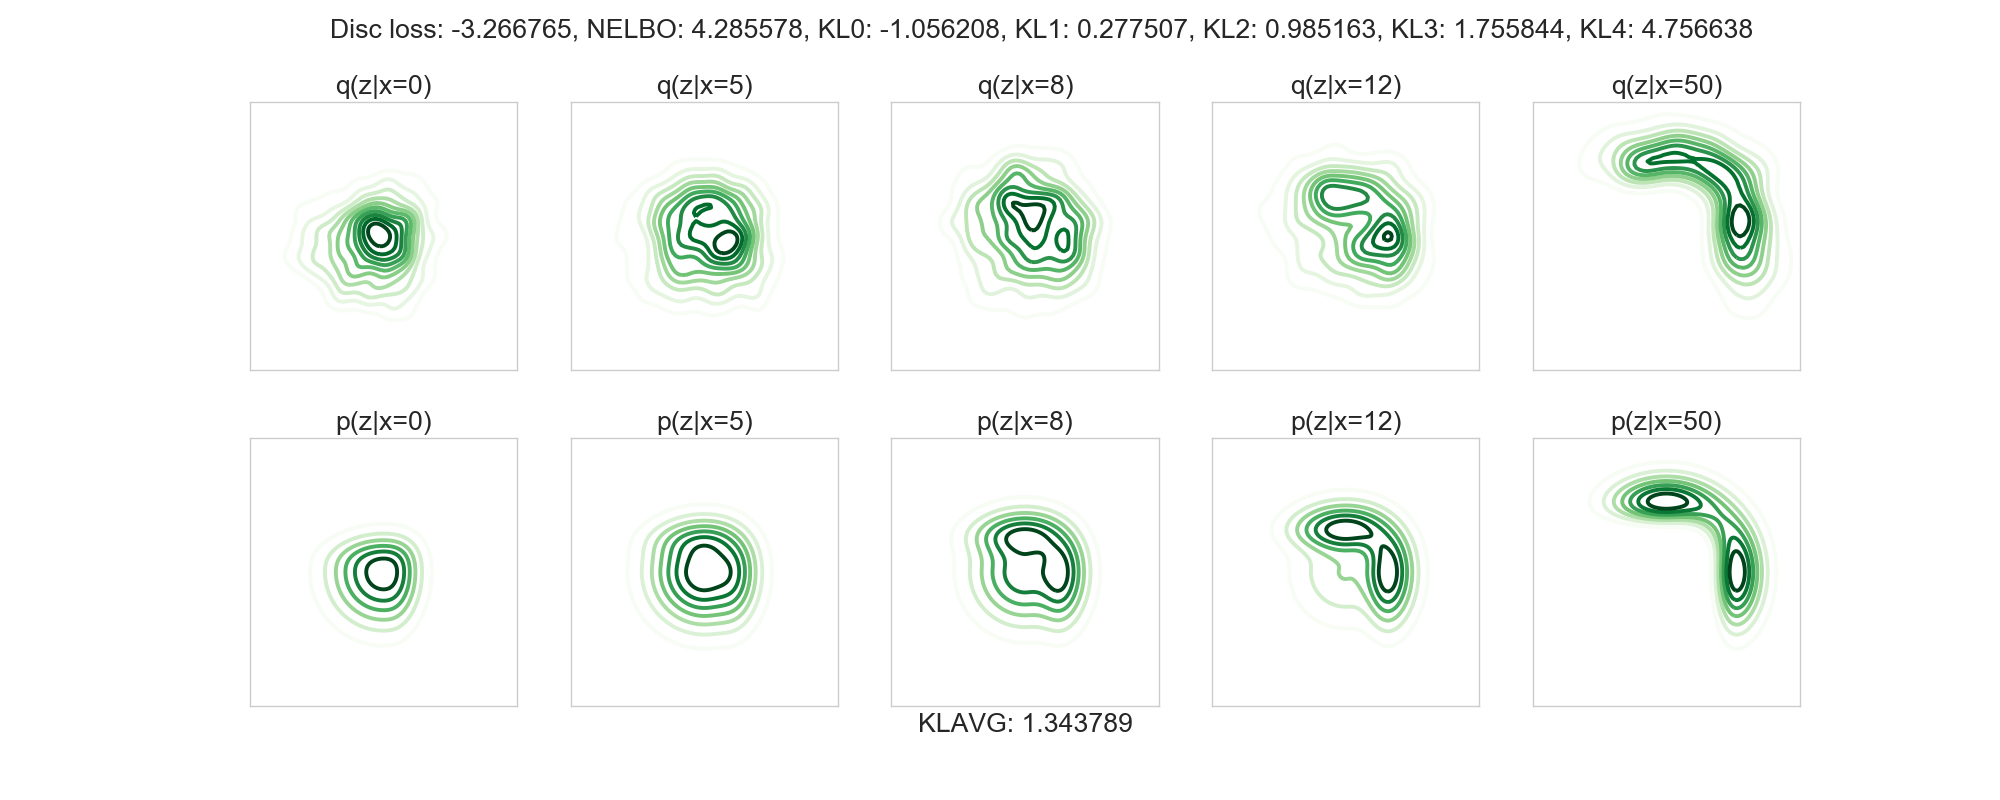 Disc loss: -3.266765, NELBO: 4.285578, KL0: -1.056208, KL1: 0.277507, KL2: 0.985163, KL3: 1.755844, KL4: 4.756638
q(z|x=0) q(z|x=5) q(z|x=8) q(z|x=12) q(z|x=50)
p(z|x=0) p(z|x=5) p(z|x=8) p(z|x=12) p(z|x=50)
KLAVG: 1.343789